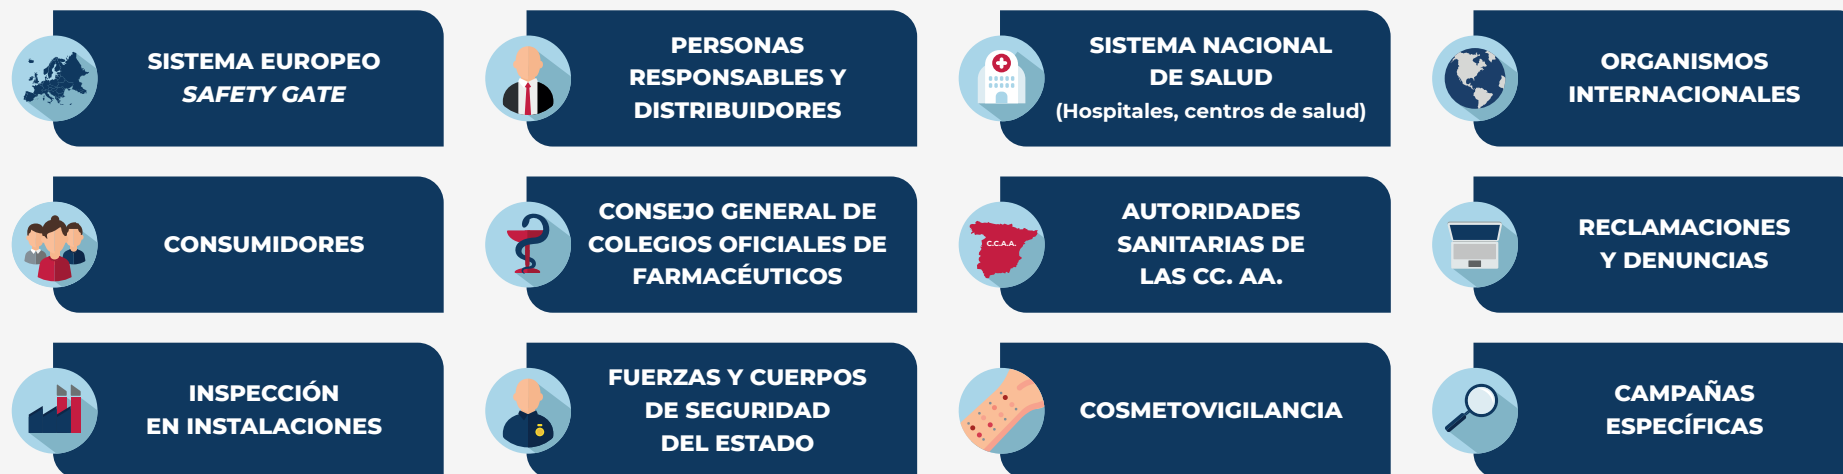 SISTEMA EUROPEO
SAFETY GATE
PERSONAS
RESPONSABLES Y
DISTRIBUIDORES
SISTEMA NACIONAL
DE SALUD
(Hospitales, centros de salud)
ORGANISMOS
INTERNACIONALES
CONSUMIDORES
CONSEJO GENERAL DE
COLEGIOS OFICIALES DE
FARMACÉUTICOS
C.C.A.A.
AUTORIDADES
SANITARIAS DE
LAS CC. AA.
RECLAMACIONES
Y DENUNCIAS
INSPECCIÓN
EN INSTALACIONES
FUERZAS Y CUERPOS
DE SEGURIDAD
DEL ESTADO
COSMETOVIGILANCIA
CAMPAÑAS
ESPECÍFICAS